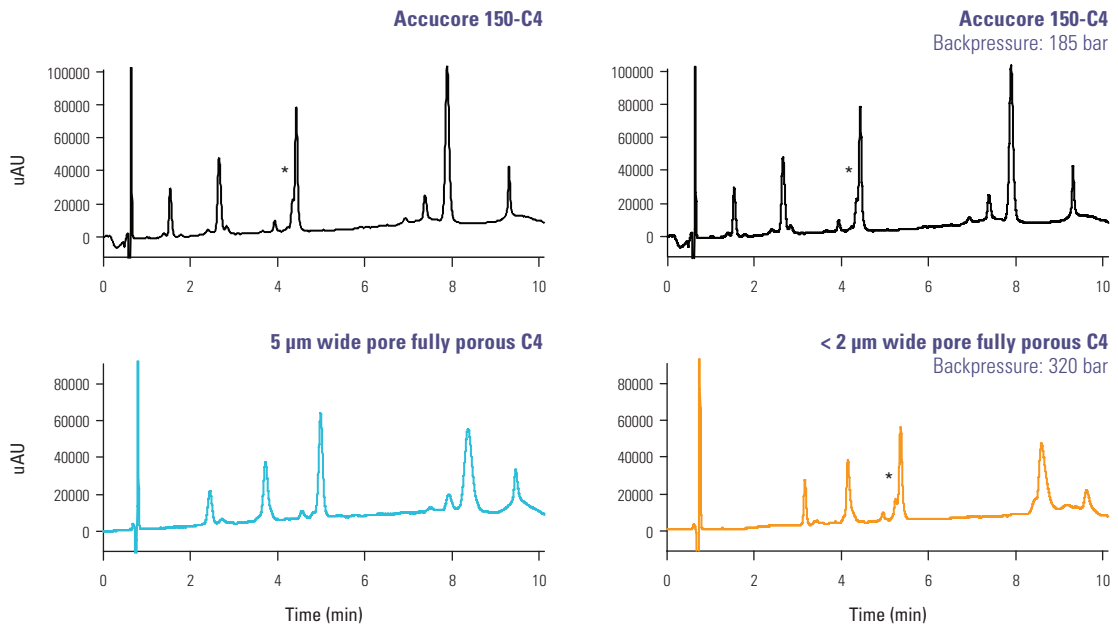 Accucore 150-C4
uAU
100000
80000
60000
40000
20000
0
*
0 2 4 6 8 10
Accucore 150-C4
Backpressure: 185 bar
100000
80000
60000
40000
20000
0
*
0 2 4 6 8 10
5 µm wide pore fully porous C4
uAU
80000
60000
40000
20000
0
0 2 4 6 8 10
Time (min)
< 2 µm wide pore fully porous C4
Backpressure: 320 bar
80000
60000
40000
20000
0
*
0 2 4 6 8 10
Time (min)